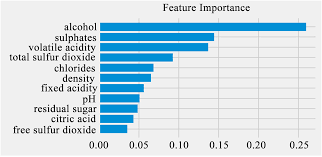 Feature Importance
alcohol
sulphates
volatile acidity
total sulfur dioxide
chlorides
density
fixed acidity
pH
residual sugar
citric acid
free sulfur dioxide
0.00 0.05 0.10 0.15 0.20 0.25